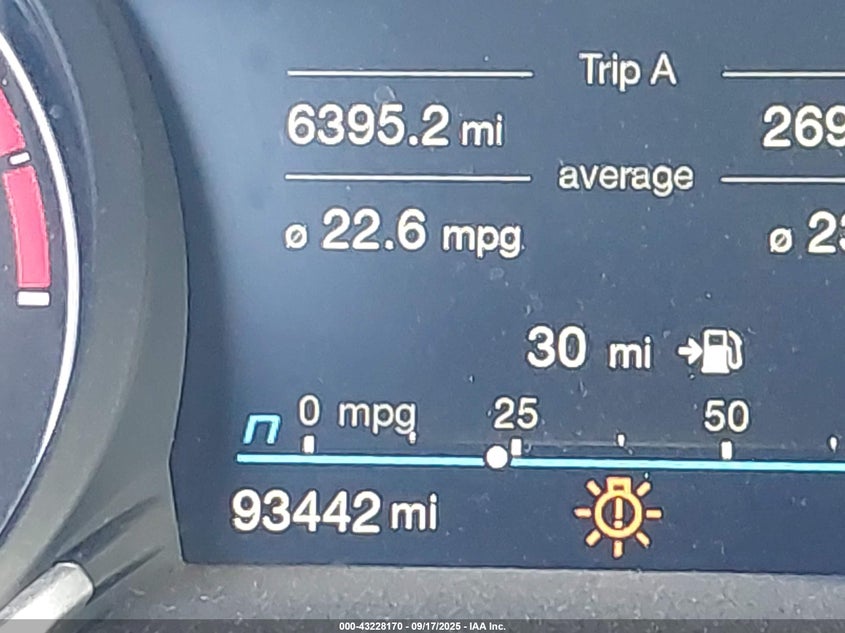 Trip A
6395.2 mi 269
average
ø 22.6 mpg ø 23
30 mi
0 mpg 25 50
93442 mi
000-43228170 - 09/17/2025 - IAA Inc.